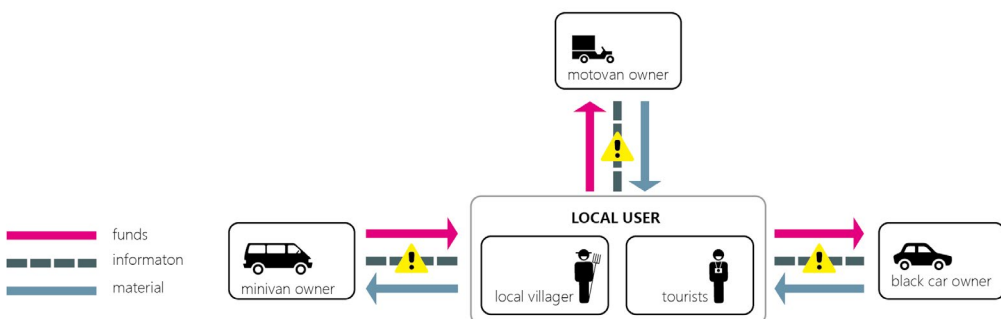 motovan owner
LOCAL USER
funds
informaton
material
minivan owner
local villager
tourists
black car owner